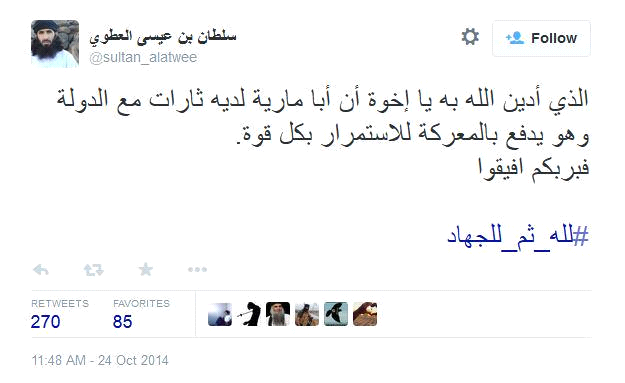 سلطان بن عيسى العطوي
@sultan_alatwee
Follow
الذي أدين الله به يا إخوة أن أبا مارية لديه ثارات مع الدولة
وهو يدفع بالمعركة للاستمرار بكل قوة.
فبربكم افيقوا
#لله_ثم_للجهاد
RETWEETS FAVORITES
270 85
11:48 AM - 24 Oct 2014